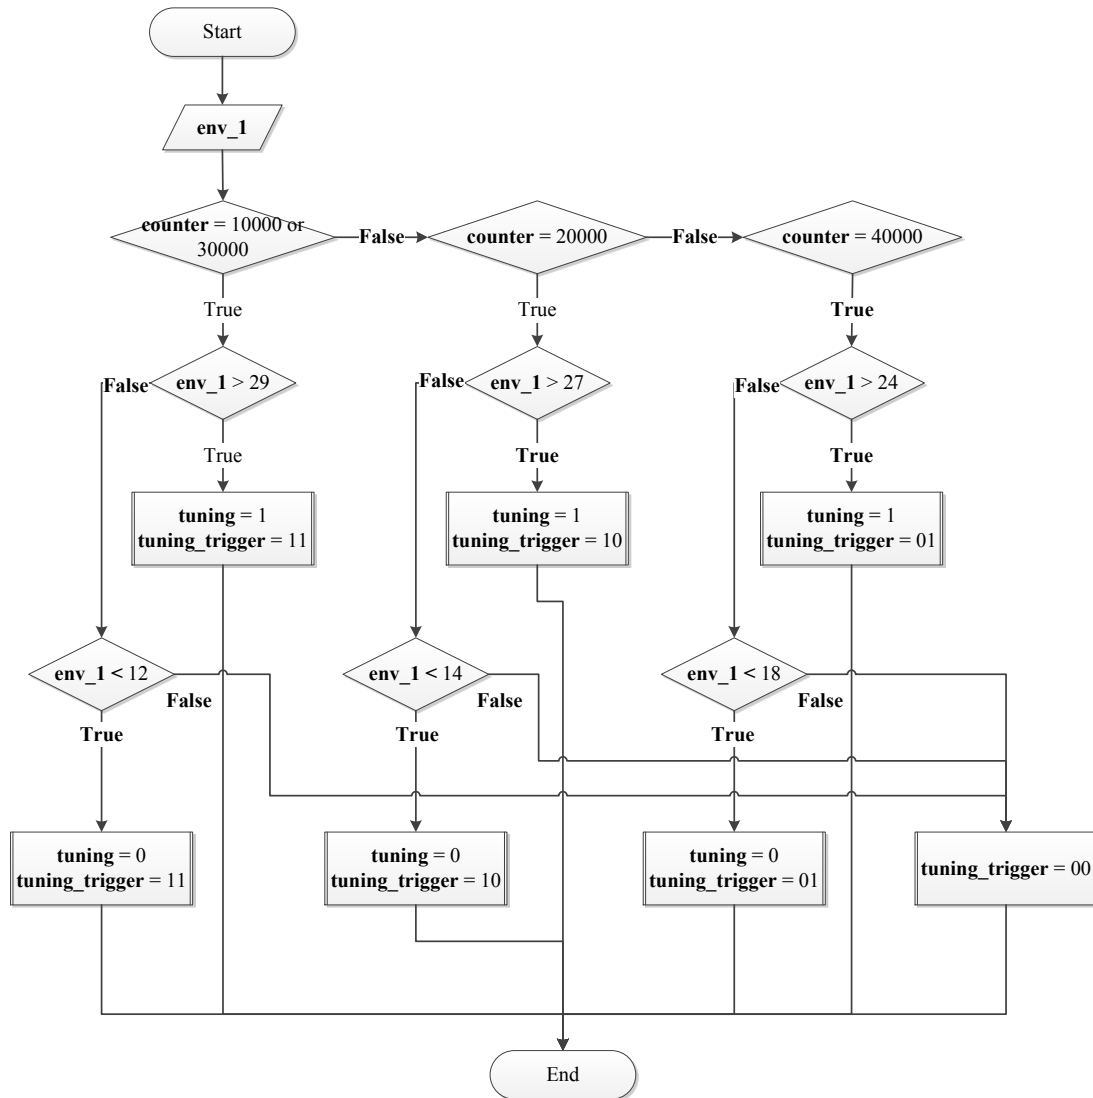 Start
env_1
counter = 10000 or
30000
False
counter = 20000
False
counter = 40000
True
True
True
False
env_1 > 29
False
env_1 > 27
False
env_1 > 24
True
True
True
tuning = 1
tuning_trigger = 11
tuning = 1
tuning_trigger = 10
tuning = 1
tuning_trigger = 01
env_1 < 12
False
env_1 < 14
False
env_1 < 18
False
True
True
True
tuning = 0
tuning_trigger = 11
tuning = 0
tuning_trigger = 10
tuning = 0
tuning_trigger = 01
tuning_trigger = 00
End